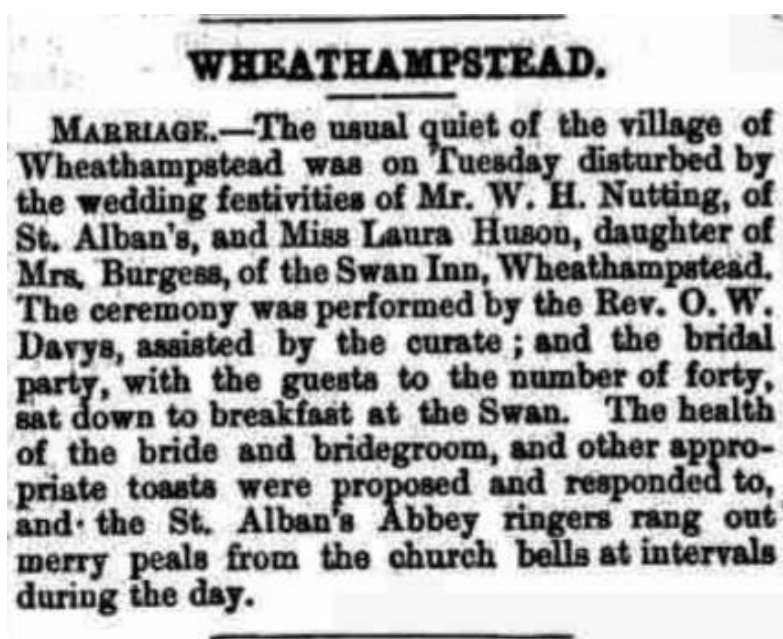 WHEATHAMPSTEAD.
MARRIAGE.—The usual quiet of the village of
Wheathampstead was on Tuesday disturbed by
the wedding festivities of Mr. W. H. Nutting, of
St. Alban's, and Miss Laura Huson, daughter of
Mrs. Burgess, of the Swan Inn, Wheathampstead.
The ceremony was performed by the Rev. O. W.
Davys, assisted by the curate ; and the bridal
party, with the guests to the number of forty,
sat down to breakfast at the Swan. The health
of the bride and bridegroom, and other appro-
priate toasts were proposed and responded to,
and the St. Alban's Abbey ringers rang out
merry peals from the church bells at intervals
during the day.